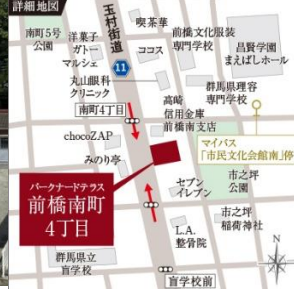 詳細地図
南町5号
公園
洋菓子
ガトー
マルシェ
玉村街道
喫茶華
ココス
前橋文化服装
専門学校
昌賢学園
まえばしホール
丸山眼科
クリニック
11
群馬県理容
専門学校
南町4丁目
高崎
信用金庫
前橋南支店
chocoZAP
みのり亭
マイバス
「市民文化会館南」停
パークナードテラス
前橋南町
4丁目
セブン
イレブン
市之坪
公園
L.A.
整骨院
市之坪
稲荷神社
群馬県立
盲学校
盲学校前
N